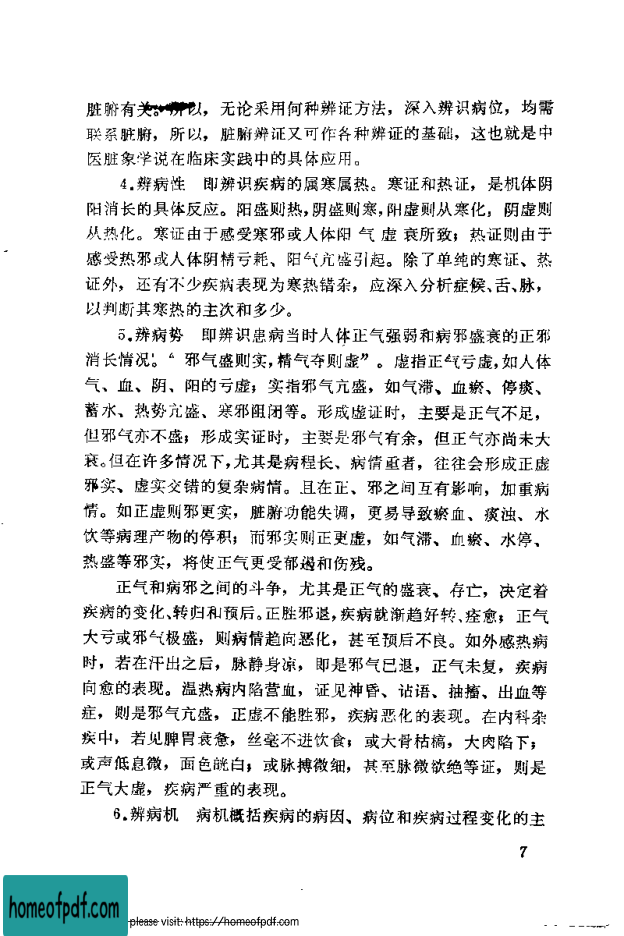 脏腑有关。所以，无论采用何种辨证方法，深入辨识病位，均需
联系脏腑，所以，脏腑辨证又可作各种辨证的基础，这也就是中
医脏象学说在临床实践中的具体应用。
4.辨病性　即辨识疾病的属寒属热。寒证和热证，是机体阴
阳消长的具体反应。阳盛则热，阴盛则寒，阳虚则从寒化，阴虚则
从热化。寒证由于感受寒邪或人体阳 气 虚 衰所致；热证则由于
感受热邪或人体阴精亏耗、阳气亢盛引起。除了单纯的寒证、热
证外，还有不少疾病表现为寒热错杂，应深入分析症候、舌、脉，
以判断其寒热的主次和多少。
5.辨病势　即辨识患病当时人体正气强弱和病邪盛衰的正邪
消长情况。“ 邪气盛则实，精气夺则虚”。虚指正气亏虚，如人体
气、血、阴、阳的亏虚；实指邪气亢盛，如气滞、血瘀、停痰、
蓄水、热势亢盛、寒邪阻闭等。形成虚证时，主要是正气不足，
但邪气亦不盛；形成实证时，主要是邪气有余，但正气亦尚未大
衰。但在许多情况下，尤其是病程长、病情重者，往往会形成正虚
邪实、虚实交错的复杂病情。且在正、邪之间互有影响，加重病
情。如正虚则邪更实，脏腑功能失调，更易导致瘀血、痰浊、水
饮等病理产物的停积；而邪实则正更虚，如气滞、血瘀、水停、
热盛等邪实，将使正气更受郁遏和伤残。
正气和病邪之间的斗争，尤其是正气的盛衰、存亡，决定着
疾病的变化、转归和预后。正胜邪退，疾病就渐趋好转、痊愈；正气
大亏或邪气极盛，则病情趋向恶化，甚至预后不良。如外感热病
时，若在汗出之后，脉静身凉，即是邪气已退，正气未复，疾病
向愈的表现。温热病内陷营血，证见神昏、谵语、抽搐、出血等
症，则是邪气亢盛，正虚不能胜邪，疾病恶化的表现。在内科杂
疾中，若见脾胃衰惫，丝毫不进饮食；或大骨枯槁，大肉陷下；
或声低息微，面色㿠白；或脉搏微细，甚至脉微欲绝等证，则是
正气大虚，疾病严重的表现。
6.辨病机　病机概括疾病的病因、病位和疾病过程变化的主
7
homeofpdf.com
please visit: https://homeofpdf.com